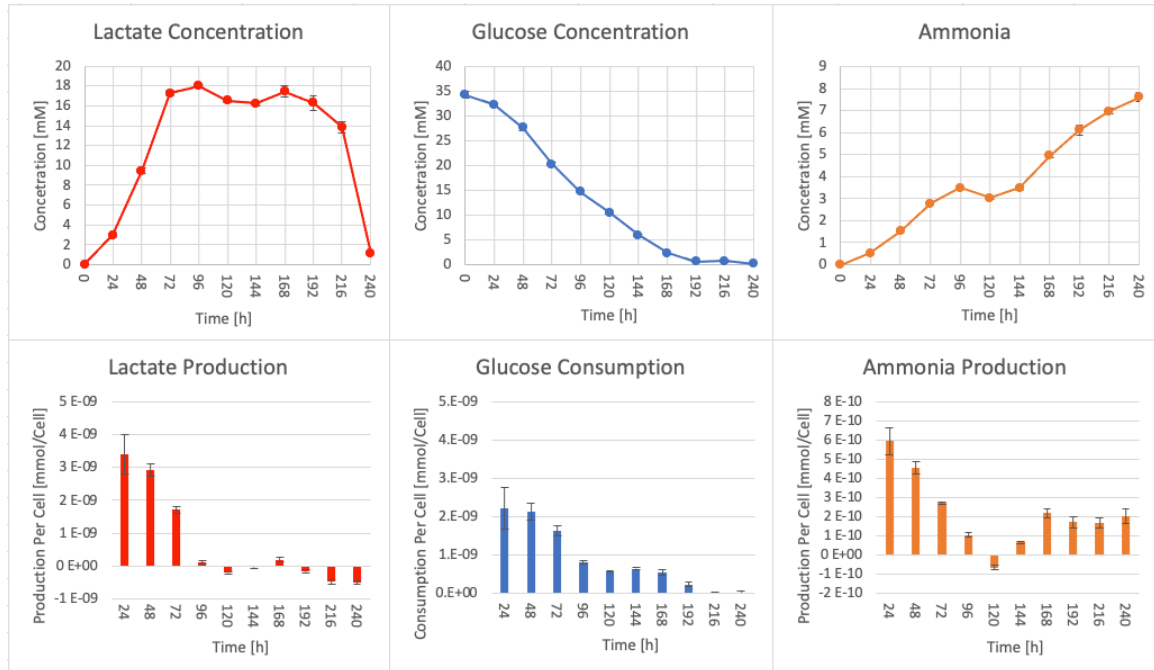 Lactate Concentration
Concetration [mM]
20
18
16
14
12
10
8
6
4
2
0
0 24 48 72 96 120 144 168 192 216 240
Time [h]
Glucose Concentration
Concetration [mM]
40
35
30
25
20
15
10
5
0
0 24 48 72 96 120 144 168 192 216 240
Time [h]
Ammonia
Concetration [mM]
9
8
7
6
5
4
3
2
1
0
0 24 48 72 96 120 144 168 192 216 240
Time [h]
Lactate Production
Production Per Cell [mmol/Cell]
5 E-09
4 E-09
3 E-09
2 E-09
1 E-09
0 E+00
-1 E-09
24 48 72 96 120 144 168 192 216 240
Time [h]
Glucose Consumption
Consumption Per Cell [mmol/Cell]
5.E-09
4.E-09
3.E-09
2.E-09
1.E-09
0.E+00
24 48 72 96 120 144 168 192 216 240
Time [h]
Ammonia Production
Production Per Cell [mmol/Cell]
8 E-10
7 E-10
6 E-10
5 E-10
4 E-10
3 E-10
2 E-10
1 E-10
0 E+00
-1 E-10
-2 E-10
24 48 72 96 120 144 168 192 216 240
Time [h]